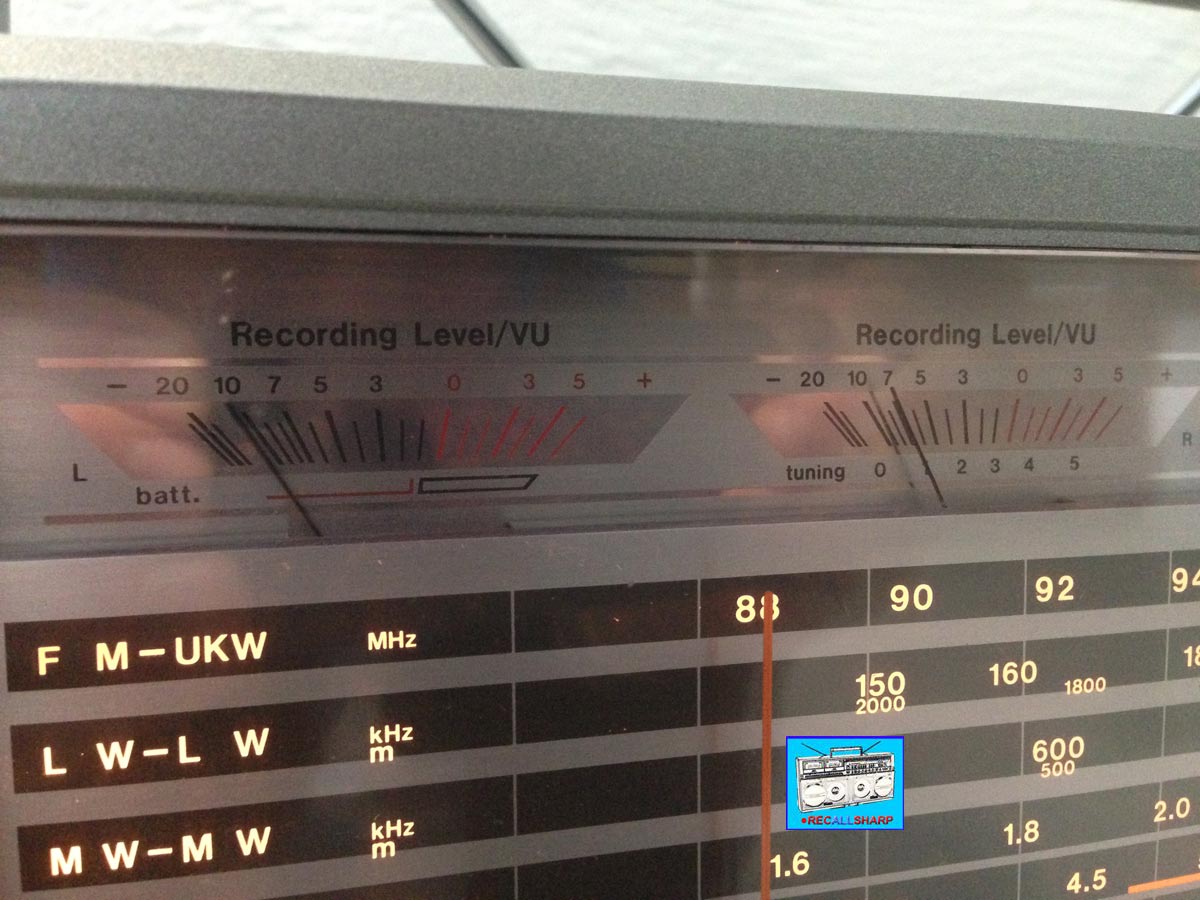 Recording Level/VU
Recording Level/VU
− 20 10 7 5 3 0 3 5 +
− 20 10 7 5 3 0 3 5 +
L
R
batt.
tuning 0 1 2 3 4 5
F M−UKW MHz 88 90 92 94
L W−L W kHz 150 160
m 2000 1800
M W−M W kHz 600
m 500
1.6 1.8 2.0
4.5
•RECALLSHARP